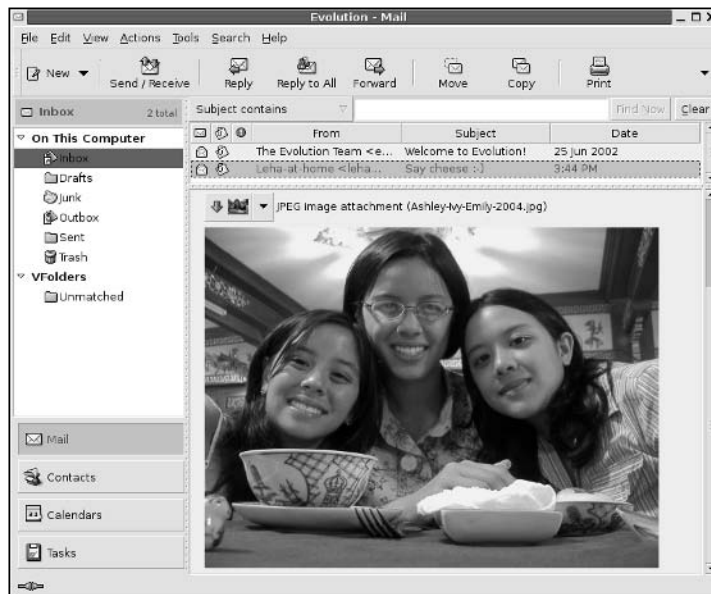 Evolution - Mail
File Edit View Actions Tools Search Help
New Send / Receive Reply Reply to All Forward Move Copy Print
Inbox 2 total Subject contains Find Now Clear
From Subject Date
On This Computer
The Evolution Team <e... Welcome to Evolution! 25 Jun 2002
Inbox
Leha-at-home <leha... Say cheese :-) 3:44 PM
Drafts
Junk
JPEG image attachment (Ashley-Ivy-Emily-2004.jpg)
Outbox
Sent
Trash
VFolders
Unmatched
Mail
Contacts
Calendars
Tasks